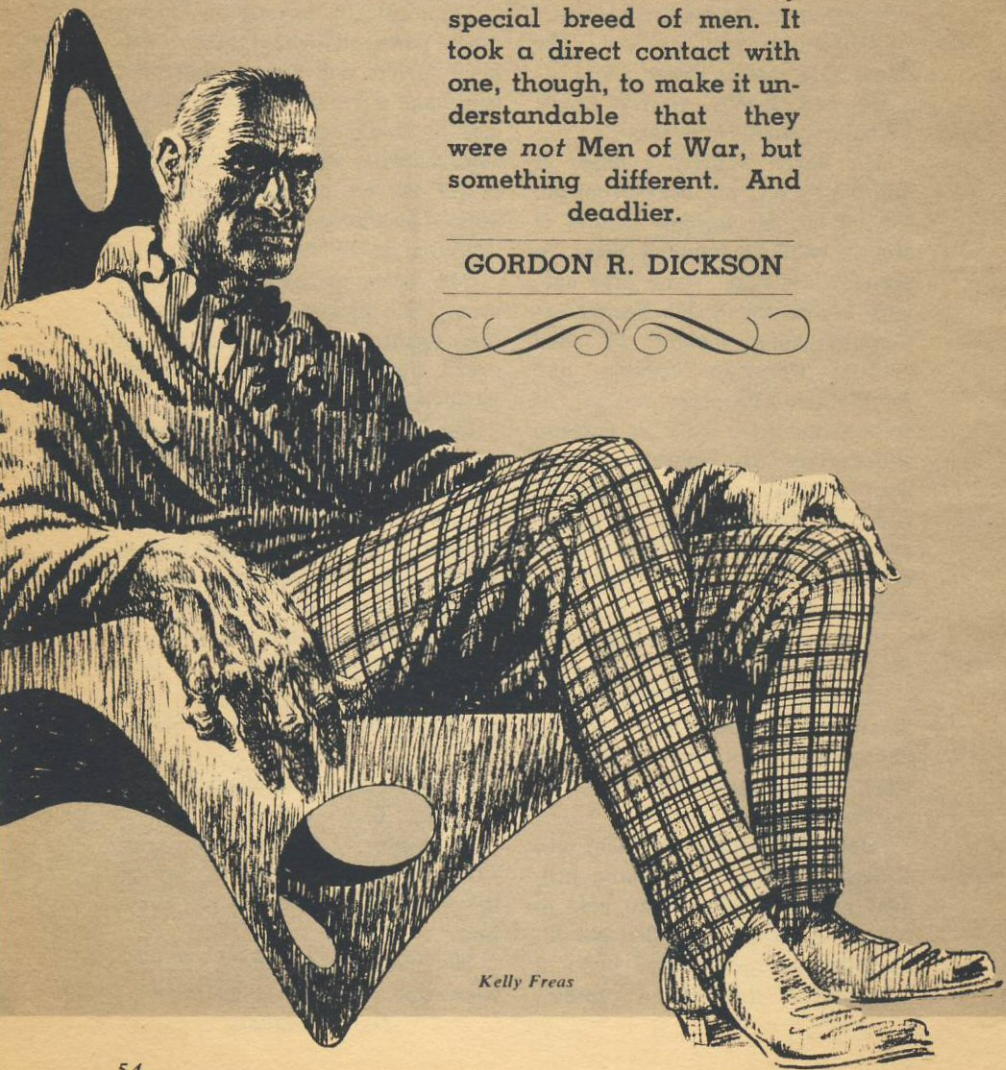 special breed of men. It
took a direct contact with
one, though, to make it un-
derstandable that they
were not Men of War, but
something different. And
deadlier.
GORDON R. DICKSON
Kelly Freas
54